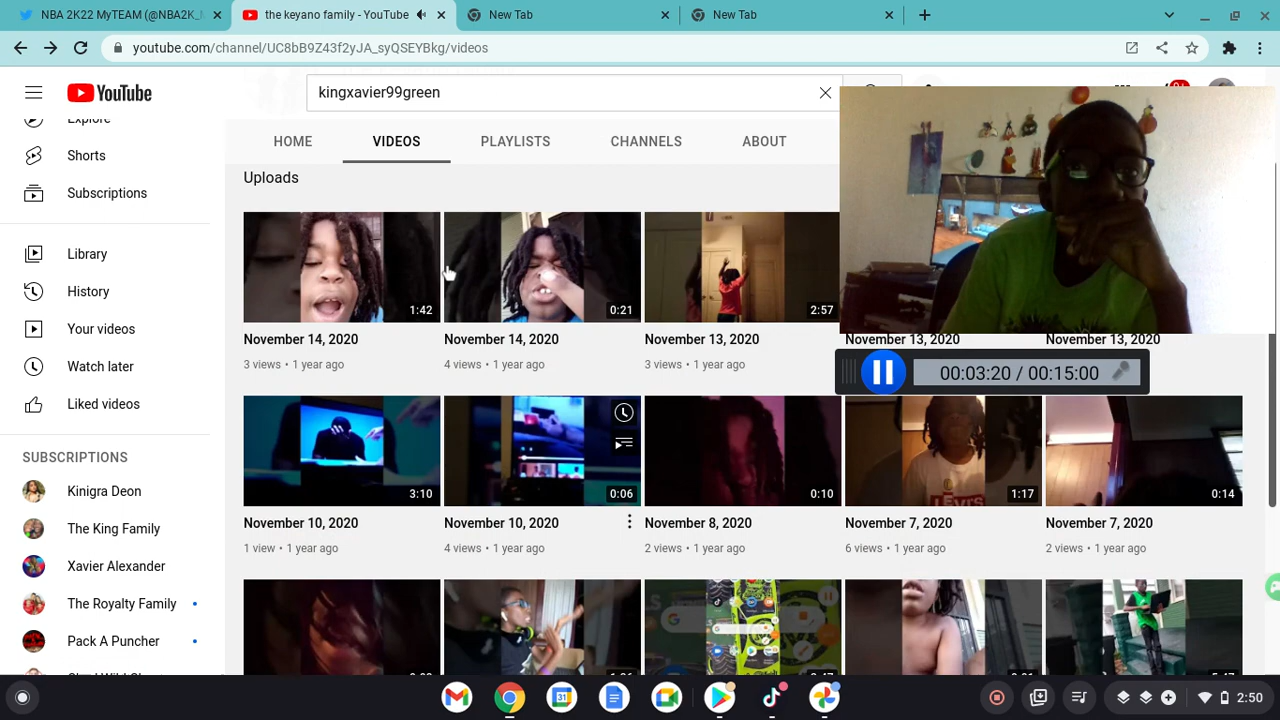 NBA 2K22 MyTEAM (@NBA2K_
the keyano family - YouTube
New Tab
New Tab
youtube.com/channel/UC8bB9Z43f2yJA_syQSEYBkg/videos
YouTube
kingxavier99green
HOME
VIDEOS
PLAYLISTS
CHANNELS
ABOUT
Explore
Shorts
Subscriptions
Library
History
Your videos
Watch later
Liked videos
SUBSCRIPTIONS
Kinigra Deon
The King Family
Xavier Alexander
The Royalty Family
Pack A Puncher
Uploads
1:42
0:21
2:57
November 14, 2020
November 14, 2020
November 13, 2020
November 13, 2020
November 13, 2020
3 views • 1 year ago
4 views • 1 year ago
3 views • 1 year ago
00:03:20 / 00:15:00
3:10
0:06
0:10
LEVI'S
1:17
0:14
November 10, 2020
November 10, 2020
November 8, 2020
November 7, 2020
November 7, 2020
1 view • 1 year ago
4 views • 1 year ago
2 views • 1 year ago
6 views • 1 year ago
2 views • 1 year ago
31
2:50